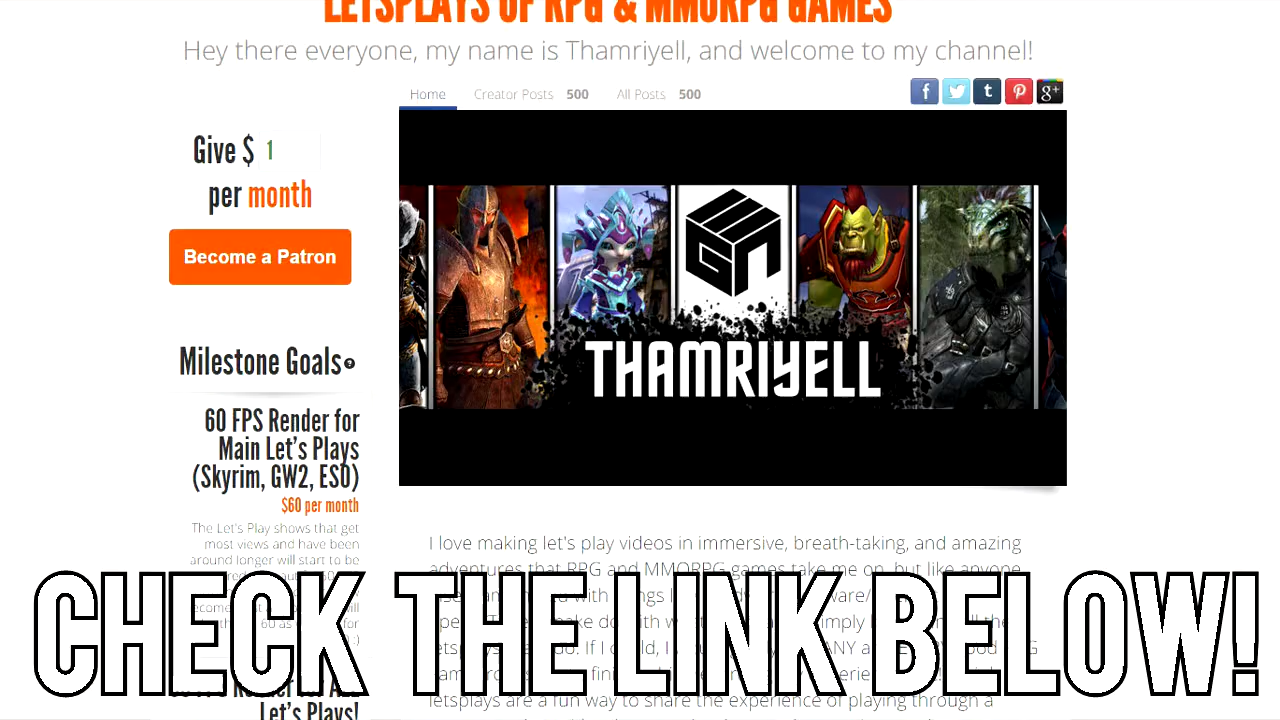 LETSPLAYS OF RPG & MMORPG GAMES
Hey there everyone, my name is Thamriyell, and welcome to my channel!
Home Creator Posts 500 All Posts 500
f t g+
Give $ 1
per month
Become a Patron
THAMRIYELL
Milestone Goals?
60 FPS Render for
Main Let's Plays
(Skyrim, GW2, ESO)
$60 per month
The Let's Play shows that get
most views and have been
around longer will start to be
I love making let's play videos in immersive, breath-taking, and amazing
adventures that RPG and MMORPG games take me on, but like anyone
CHECK THE LINK BELOW!
Let's Plays!
letsplays are a fun way to share the experience of playing through a